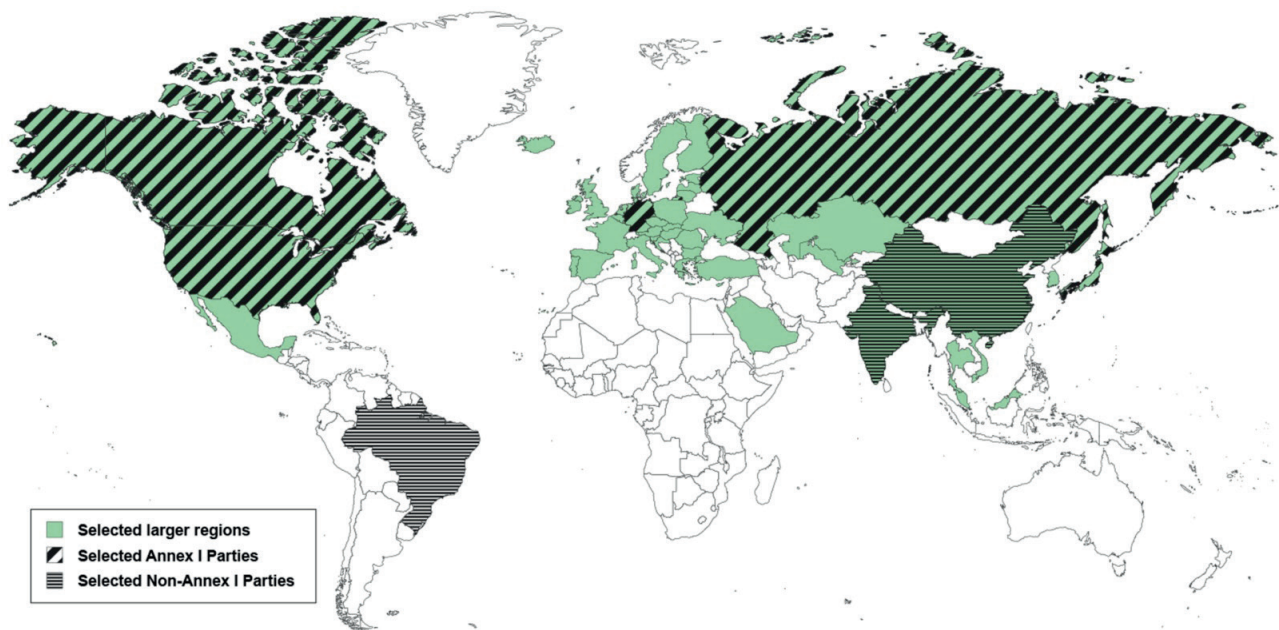 Selected larger regions
Selected Annex I Parties
Selected Non-Annex I Parties